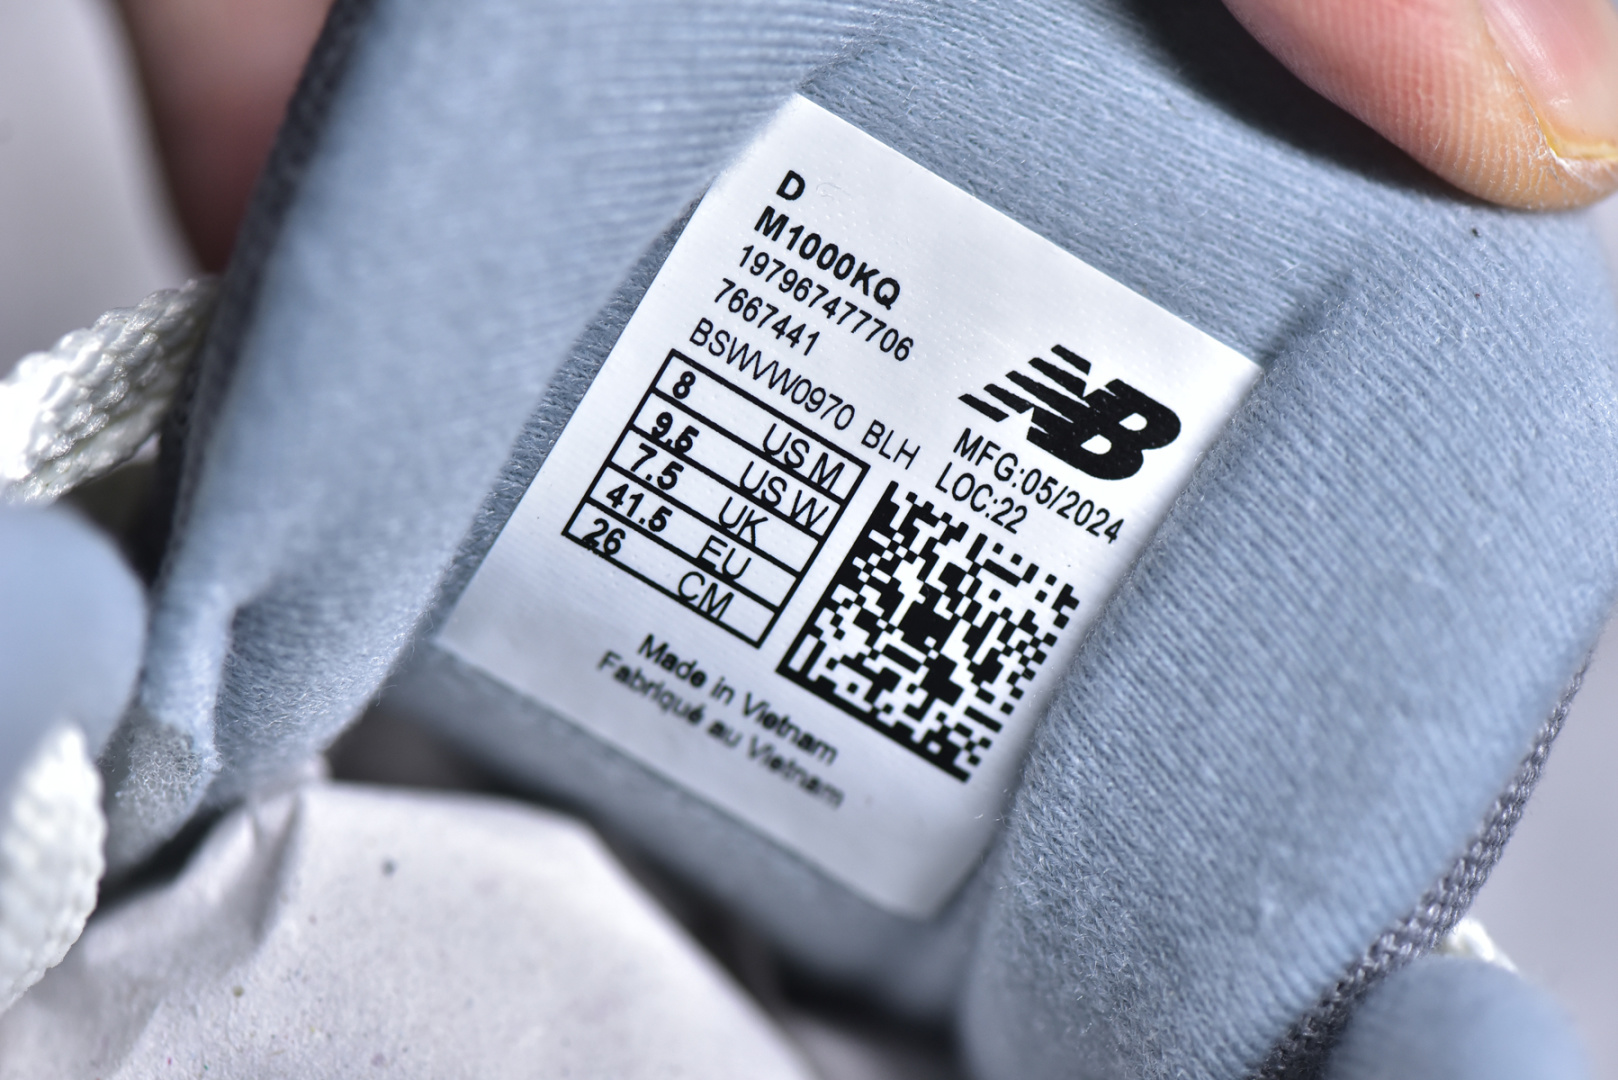 D
M1000KQ
197967477706
7667441
BSWVW0970 BLH
NB
MFG:05/2024
LOC:22
8 US M
9.5 US W
7.5 UK
41.5 EU
26 CM
Made in Vietnam
Fabriqué au Vietnam